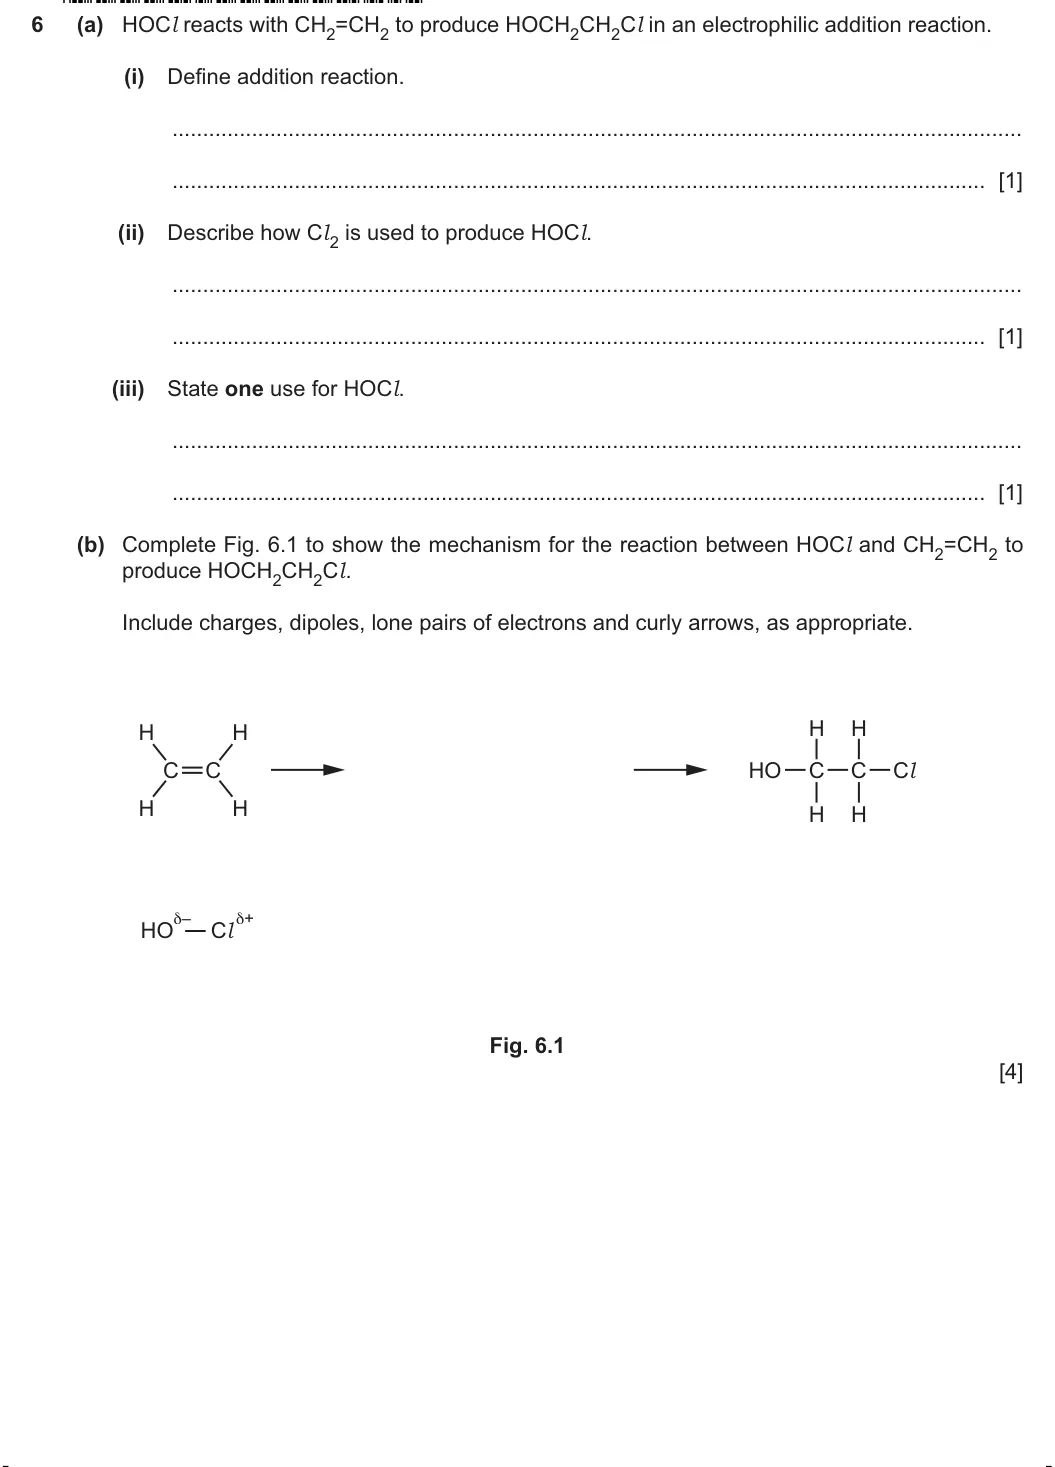 6 (a) HOCl reacts with CH2=CH2 to produce HOCH2CH2Cl in an electrophilic addition reaction.
(i) Define addition reaction.
..........................................................................................................................................
.................................................................................................................................... [1]
(ii) Describe how Cl2 is used to produce HOCl.
..........................................................................................................................................
.................................................................................................................................... [1]
(iii) State one use for HOCl.
..........................................................................................................................................
.................................................................................................................................... [1]
(b) Complete Fig. 6.1 to show the mechanism for the reaction between HOCl and CH2=CH2 to
produce HOCH2CH2Cl.
Include charges, dipoles, lone pairs of electrons and curly arrows, as appropriate.
H H H H
C=C HO—C—C—Cl
H H H H
HOδ–—Clδ+
Fig. 6.1
[4]